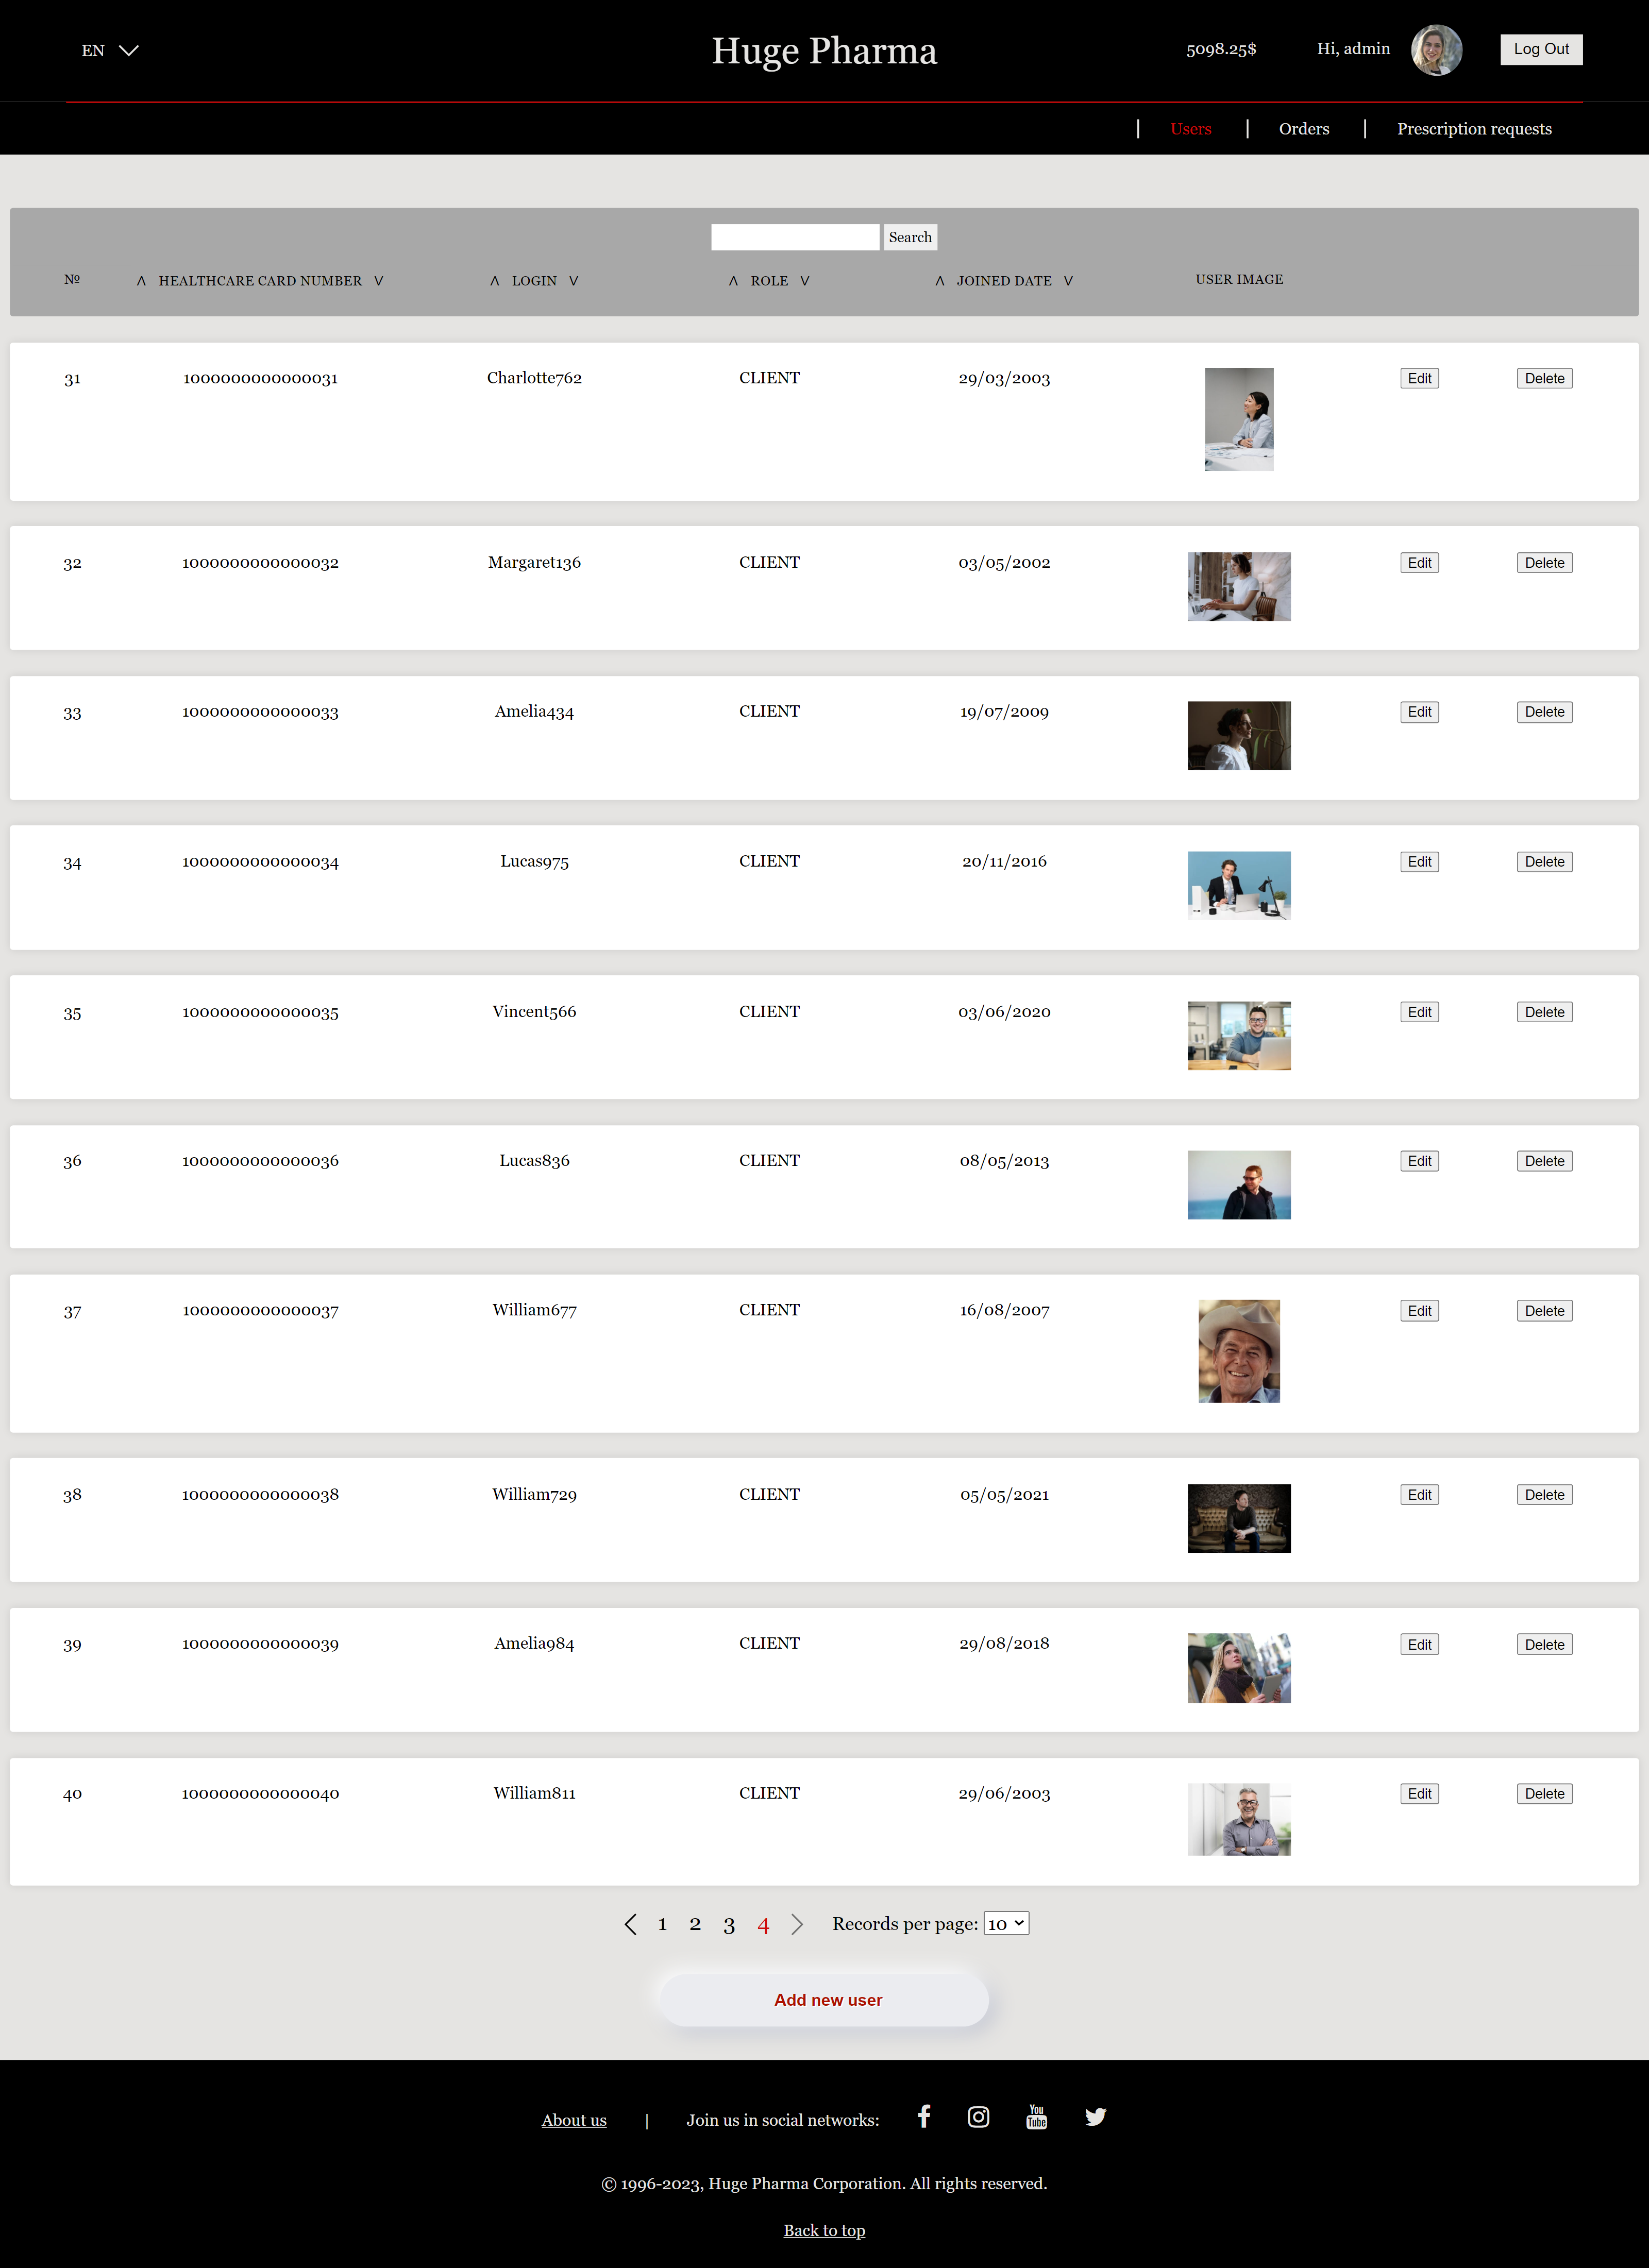 EN
Huge Pharma
5098.25$
Hi, admin
Log Out
| Users | Orders | Prescription requests
Search
Nº ᐱ HEALTHCARE CARD NUMBER ᐯ ᐱ LOGIN ᐯ ᐱ ROLE ᐯ ᐱ JOINED DATE ᐯ USER IMAGE
31 1000000000000031 Charlotte762 CLIENT 29/03/2003 Edit Delete
32 1000000000000032 Margaret136 CLIENT 03/05/2002 Edit Delete
33 1000000000000033 Amelia434 CLIENT 19/07/2009 Edit Delete
34 1000000000000034 Lucas975 CLIENT 20/11/2016 Edit Delete
35 1000000000000035 Vincent566 CLIENT 03/06/2020 Edit Delete
36 1000000000000036 Lucas836 CLIENT 08/05/2013 Edit Delete
37 1000000000000037 William677 CLIENT 16/08/2007 Edit Delete
38 1000000000000038 William729 CLIENT 05/05/2021 Edit Delete
39 1000000000000039 Amelia984 CLIENT 29/08/2018 Edit Delete
40 1000000000000040 William811 CLIENT 29/06/2003 Edit Delete
1 2 3 4 Records per page: 10
Add new user
About us | Join us in social networks: You Tube
© 1996-2023, Huge Pharma Corporation. All rights reserved.
Back to top